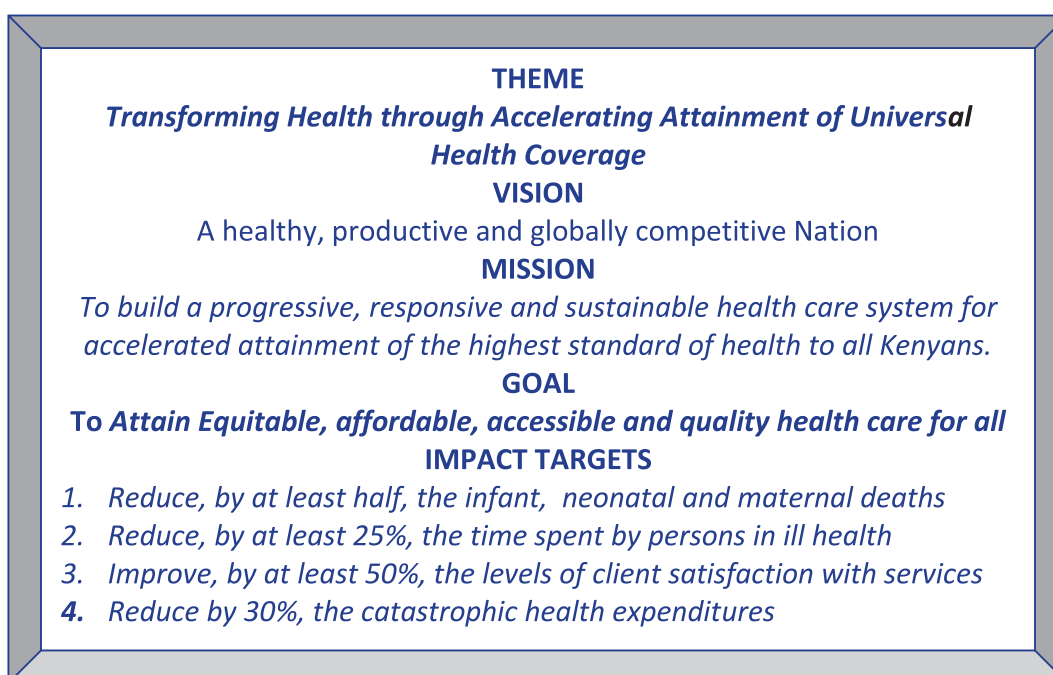 THEME
Transforming Health through Accelerating Attainment of Universal
Health Coverage
VISION
A healthy, productive and globally competitive Nation
MISSION
To build a progressive, responsive and sustainable health care system for
accelerated attainment of the highest standard of health to all Kenyans.
GOAL
To Attain Equitable, affordable, accessible and quality health care for all
IMPACT TARGETS
1. Reduce, by at least half, the infant,  neonatal and maternal deaths
2. Reduce, by at least 25%, the time spent by persons in ill health
3. Improve, by at least 50%, the levels of client satisfaction with services
4. Reduce by 30%, the catastrophic health expenditures